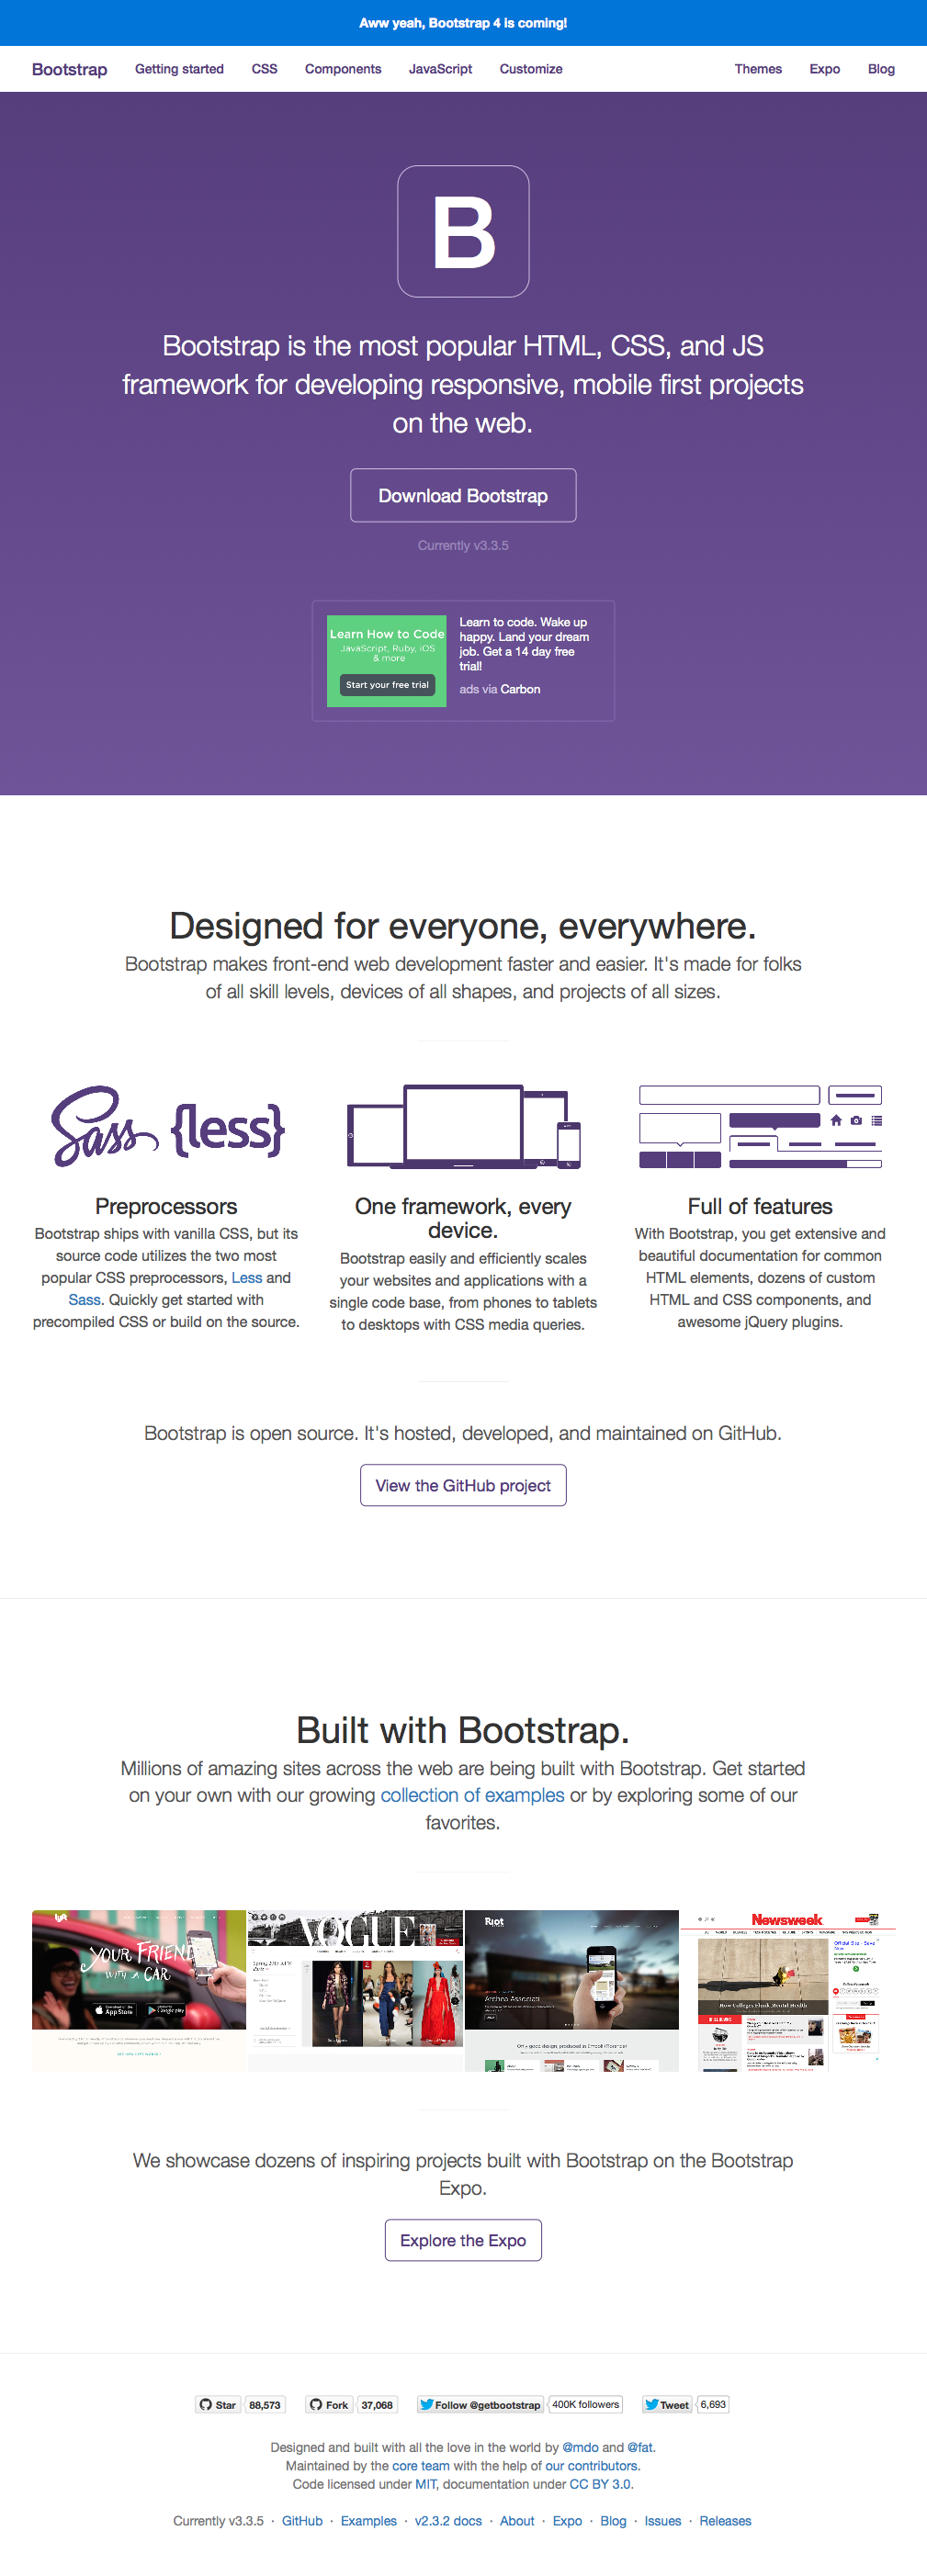 Aww yeah, Bootstrap 4 is coming!
Bootstrap Getting started CSS Components JavaScript Customize Themes Expo Blog
B
Bootstrap is the most popular HTML, CSS, and JS
framework for developing responsive, mobile first projects
on the web.
Download Bootstrap
Currently v3.3.5
Learn How to Code
JavaScript, Ruby, iOS
& more
Start your free trial
Learn to code. Wake up
happy. Land your dream
job. Get a 14 day free
trial!
ads via Carbon
Designed for everyone, everywhere.
Bootstrap makes front-end web development faster and easier. It's made for folks
of all skill levels, devices of all shapes, and projects of all sizes.
Sass {less}
Preprocessors
Bootstrap ships with vanilla CSS, but its
source code utilizes the two most
popular CSS preprocessors, Less and
Sass. Quickly get started with
precompiled CSS or build on the source.
One framework, every
device.
Bootstrap easily and efficiently scales
your websites and applications with a
single code base, from phones to tablets
to desktops with CSS media queries.
Full of features
With Bootstrap, you get extensive and
beautiful documentation for common
HTML elements, dozens of custom
HTML and CSS components, and
awesome jQuery plugins.
Bootstrap is open source. It's hosted, developed, and maintained on GitHub.
View the GitHub project
Built with Bootstrap.
Millions of amazing sites across the web are being built with Bootstrap. Get started
on your own with our growing collection of examples or by exploring some of our
favorites.
lyft
YOUR FRIEND
WITH A CAR
App Store
Google play
VOGUE
Riot
Newsweek
How Colleges Flunk Mental Health
We showcase dozens of inspiring projects built with Bootstrap on the Bootstrap
Expo.
Explore the Expo
Star 88,573 Fork 37,068 Follow @getbootstrap 400K followers Tweet 6,693
Designed and built with all the love in the world by @mdo and @fat.
Maintained by the core team with the help of our contributors.
Code licensed under MIT, documentation under CC BY 3.0.
Currently v3.3.5 · GitHub · Examples · v2.3.2 docs · About · Expo · Blog · Issues · Releases